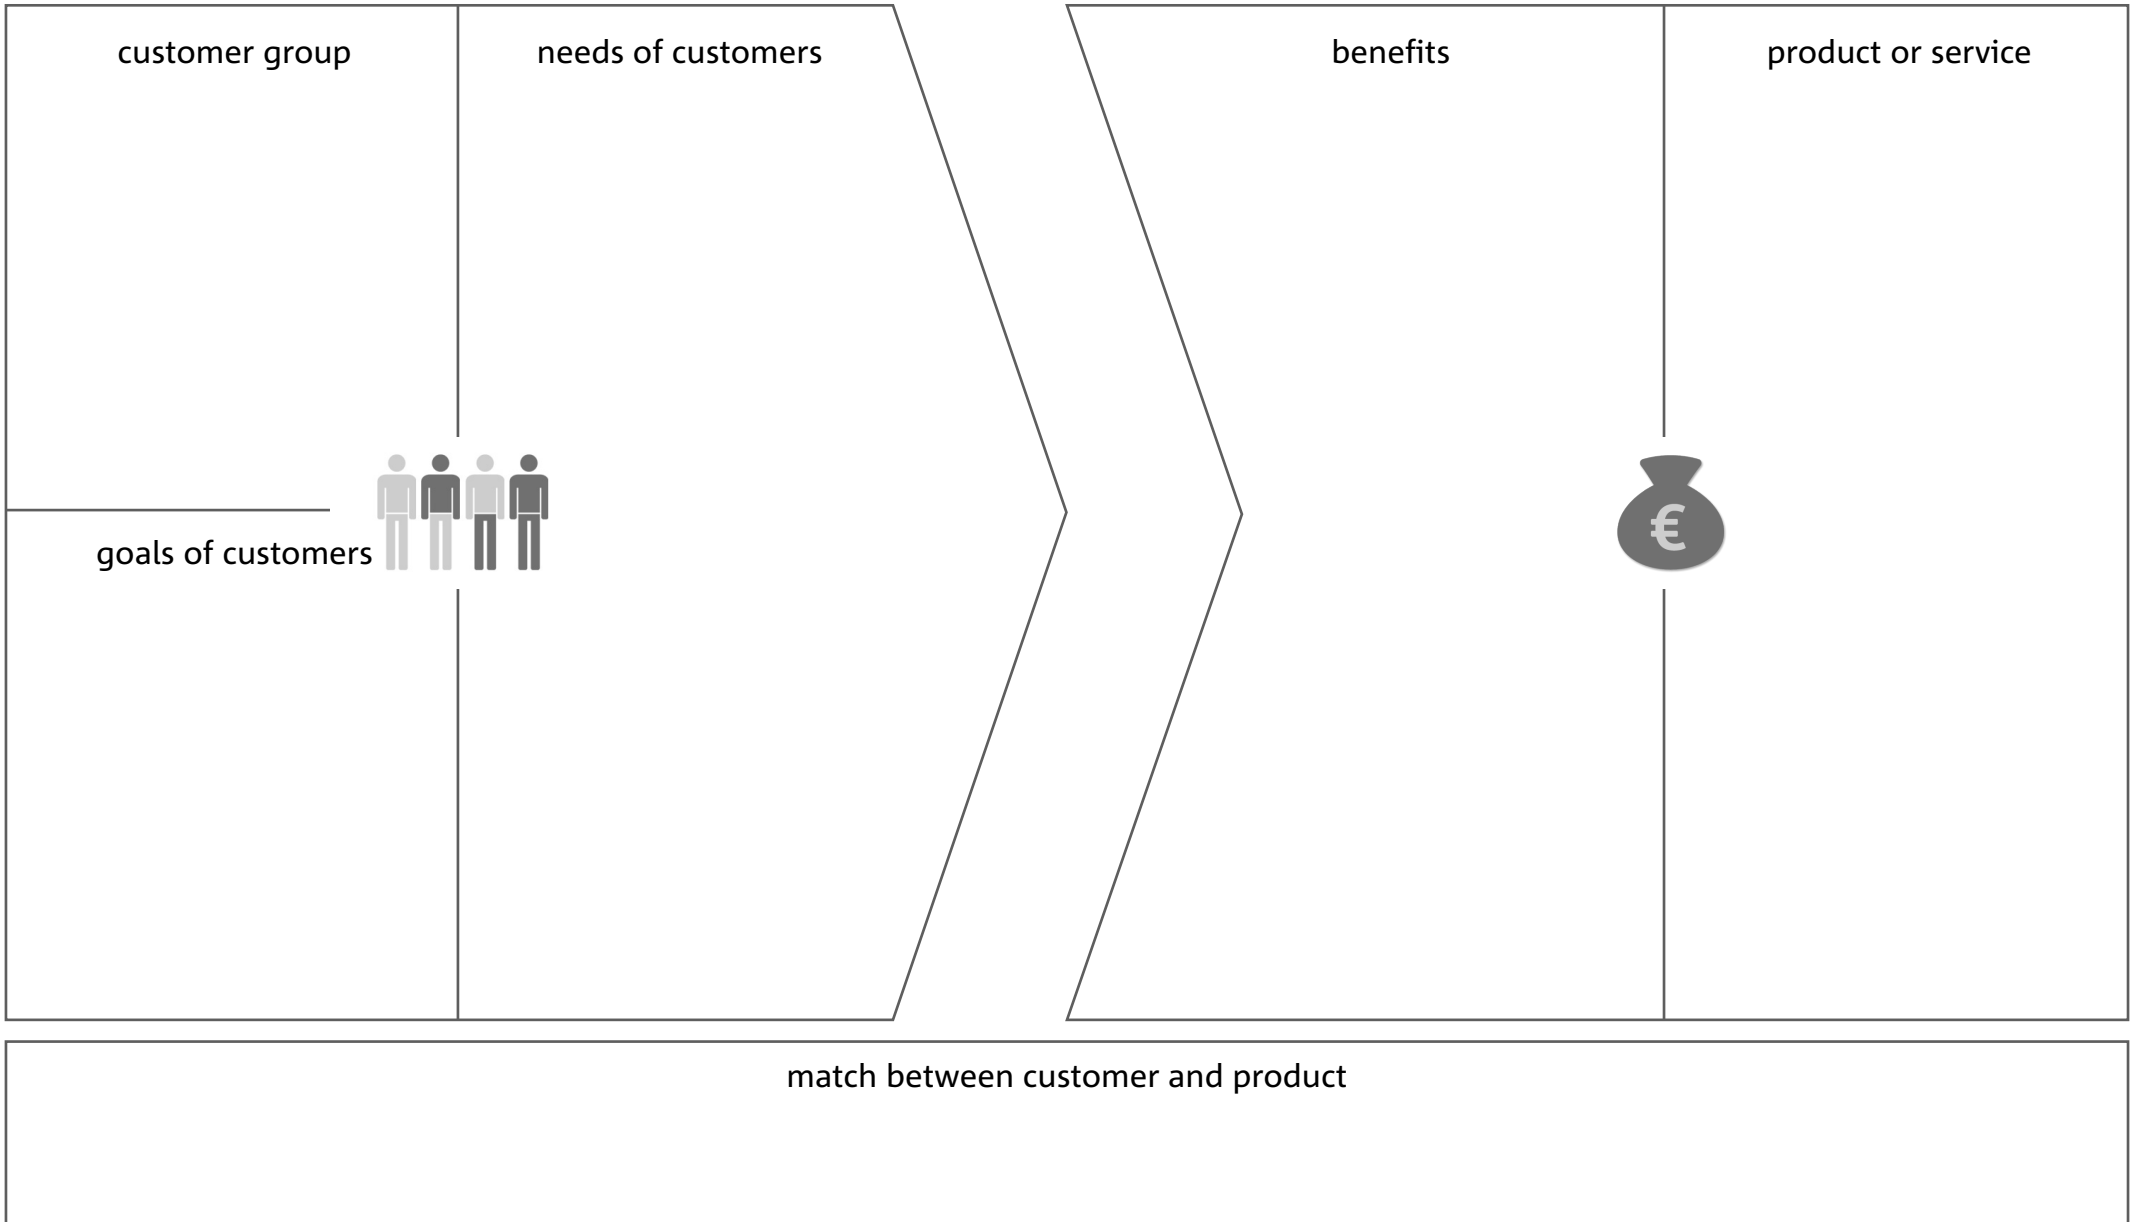 customer group
needs of customers
benefits
product or service
goals of customers
€
match between customer and product